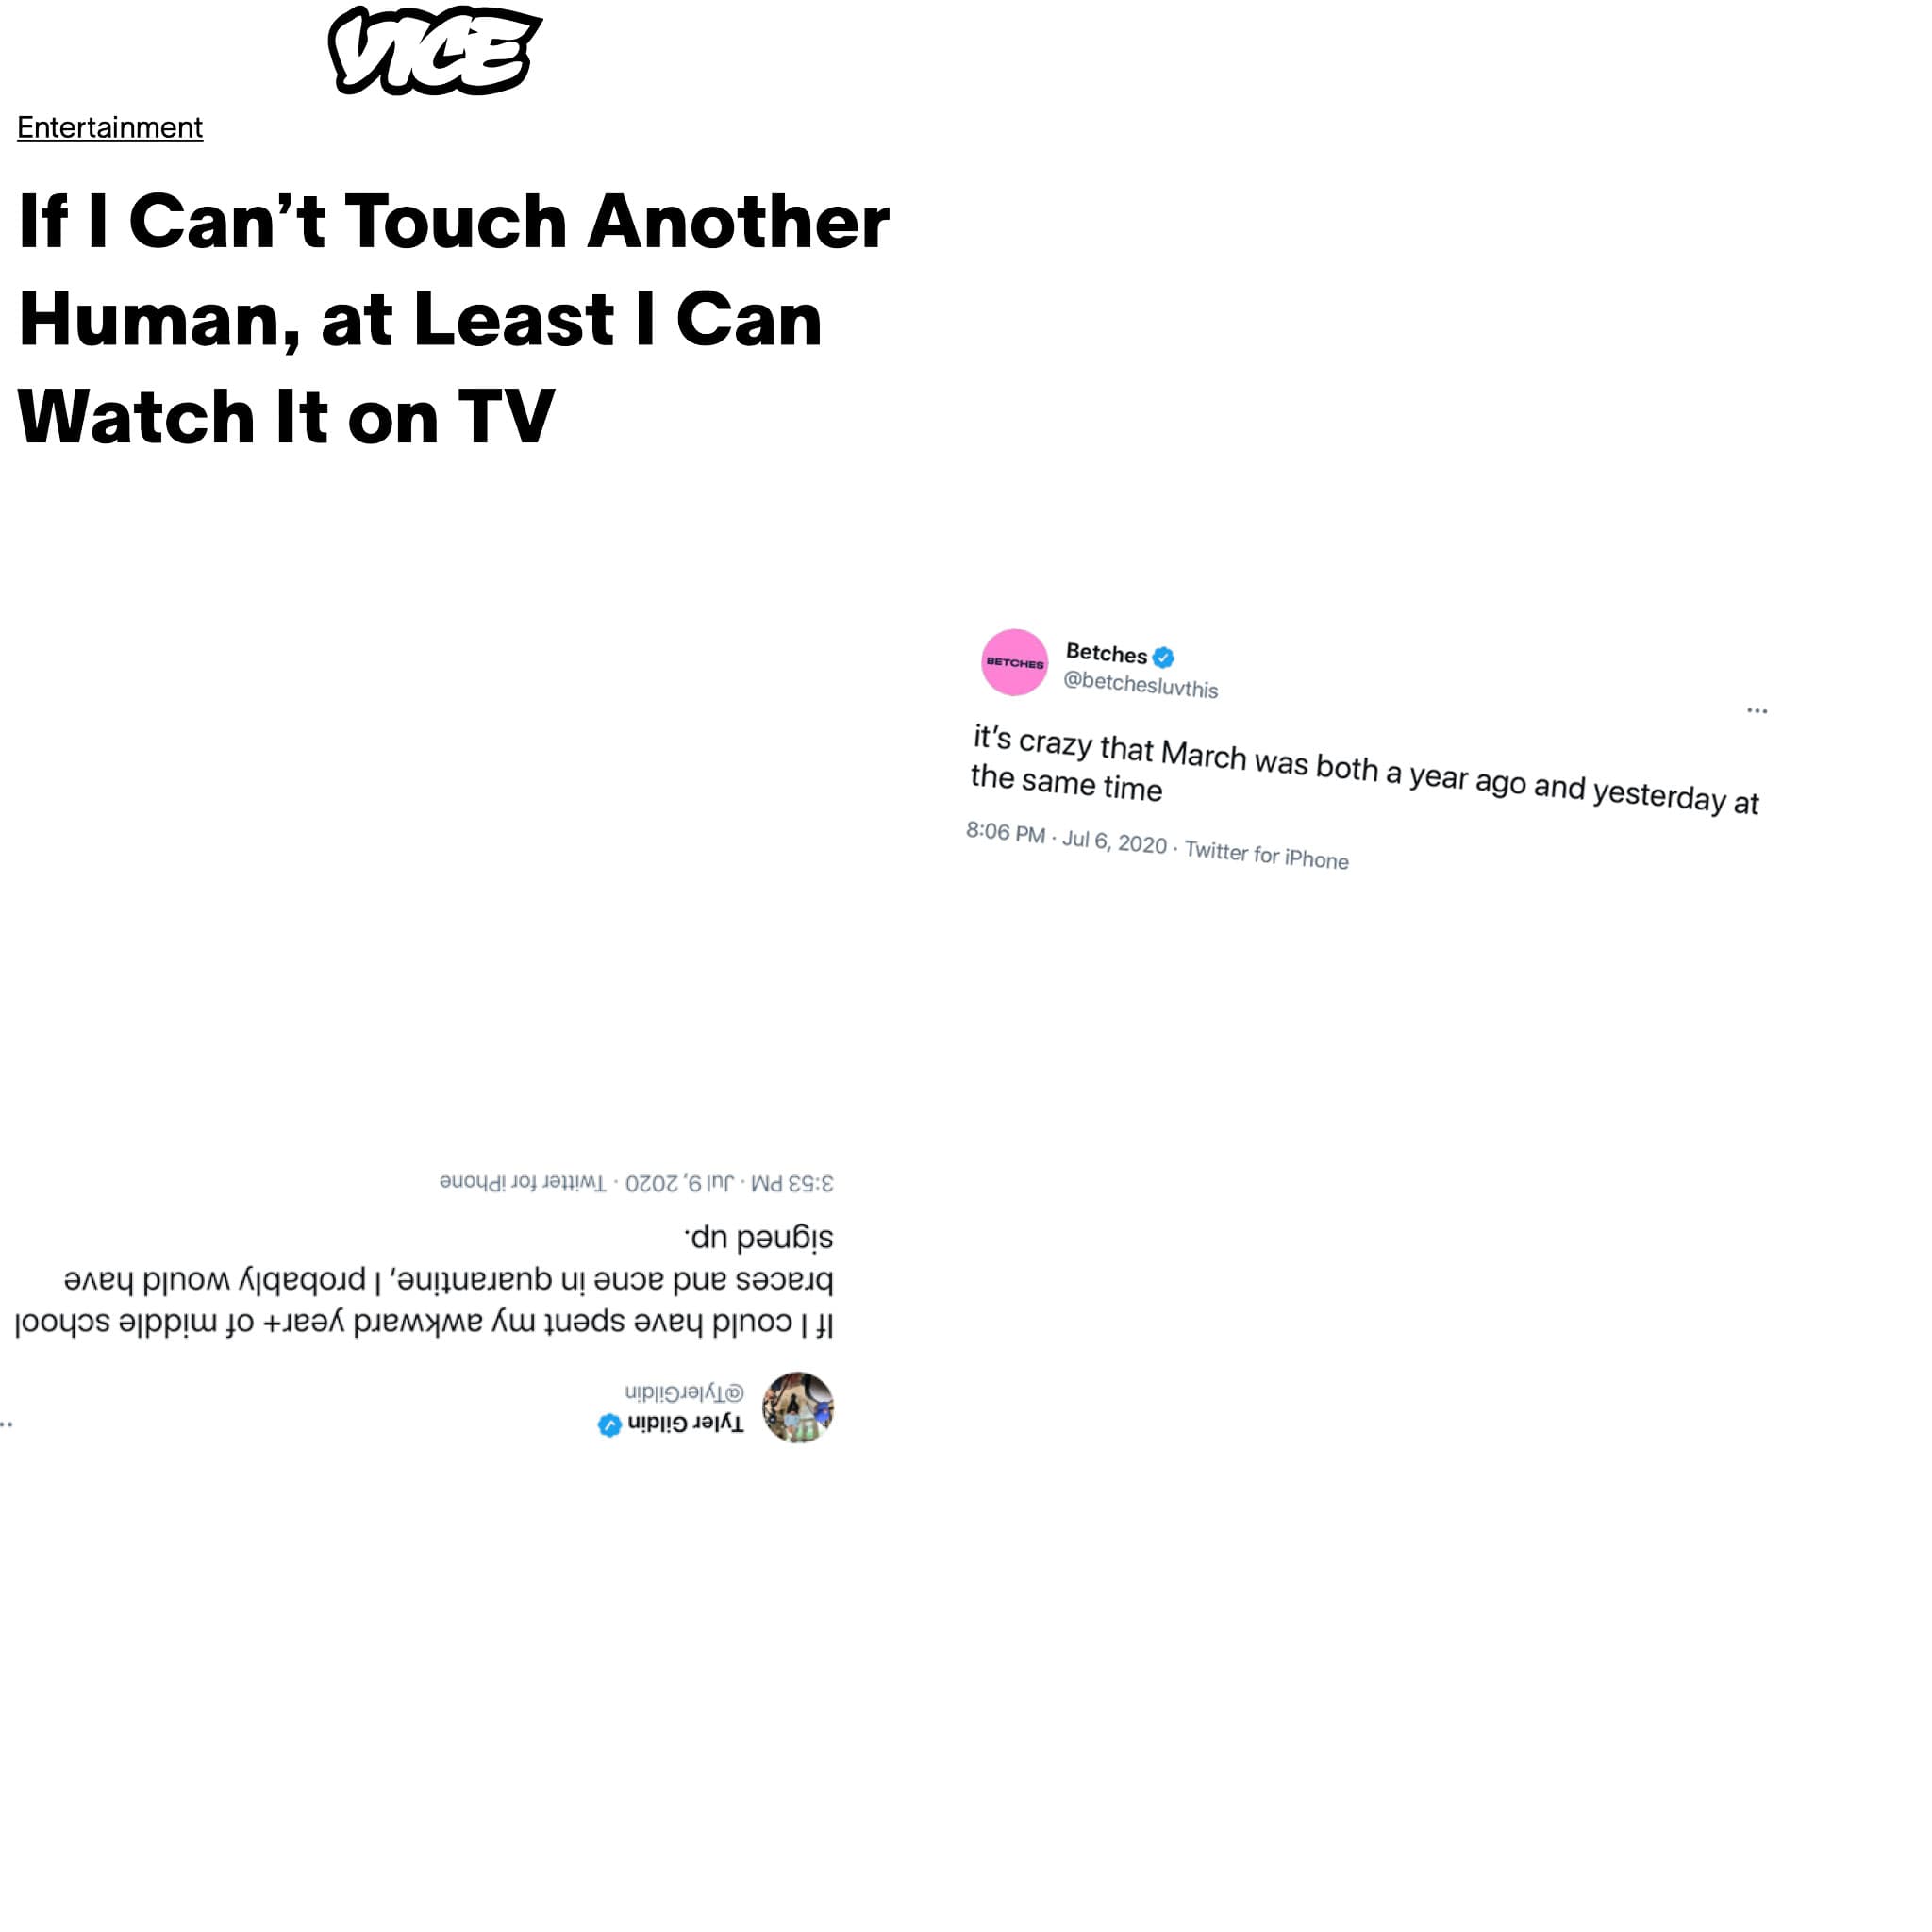 VICE
Entertainment
If I Can’t Touch Another
Human, at Least I Can
Watch It on TV
BETCHES
Betches
@betchesluvthis
it’s crazy that March was both a year ago and yesterday at
the same time
8:06 PM · Jul 6, 2020 · Twitter for iPhone
Tyler Gildin
@TylerGildin
If I could have spent my awkward year+ of middle school
braces and acne in quarantine, I probably would have
signed up.
3:53 PM · Jul 9, 2020 · Twitter for iPhone